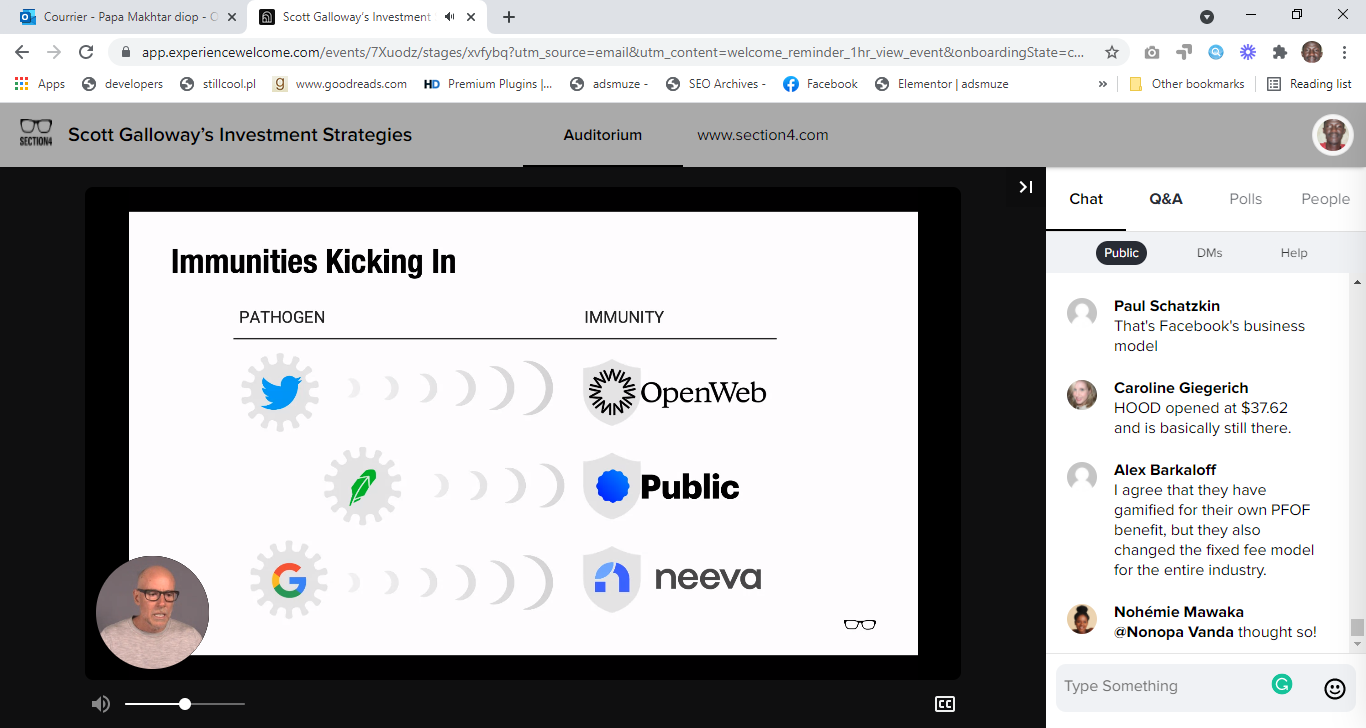 Courrier - Papa Makhtar diop - O
Scott Galloway's Investment
app.experiencewelcome.com/events/7Xuodz/stages/xvfybq?utm_source=email&utm_content=welcome_reminder_1hr_view_event&onboardingState=c...
Apps
developers
stillcool.pl
g
www.goodreads.com
HD
Premium Plugins |...
adsmuze -
SEO Archives -
Facebook
Elementor | adsmuze
»
Other bookmarks
Reading list
SECTION4
Scott Galloway's Investment Strategies
Auditorium
www.section4.com
Immunities Kicking In
PATHOGEN
IMMUNITY
OpenWeb
Public
G
neeva
CC
Chat
Q&A
Polls
People
Public
DMs
Help
Paul Schatzkin
That's Facebook's business
model
Caroline Giegerich
HOOD opened at $37.62
and is basically still there.
Alex Barkaloff
I agree that they have
gamified for their own PFOF
benefit, but they also
changed the fixed fee model
for the entire industry.
Nohémie Mawaka
@Nonopa Vanda thought so!
Type Something